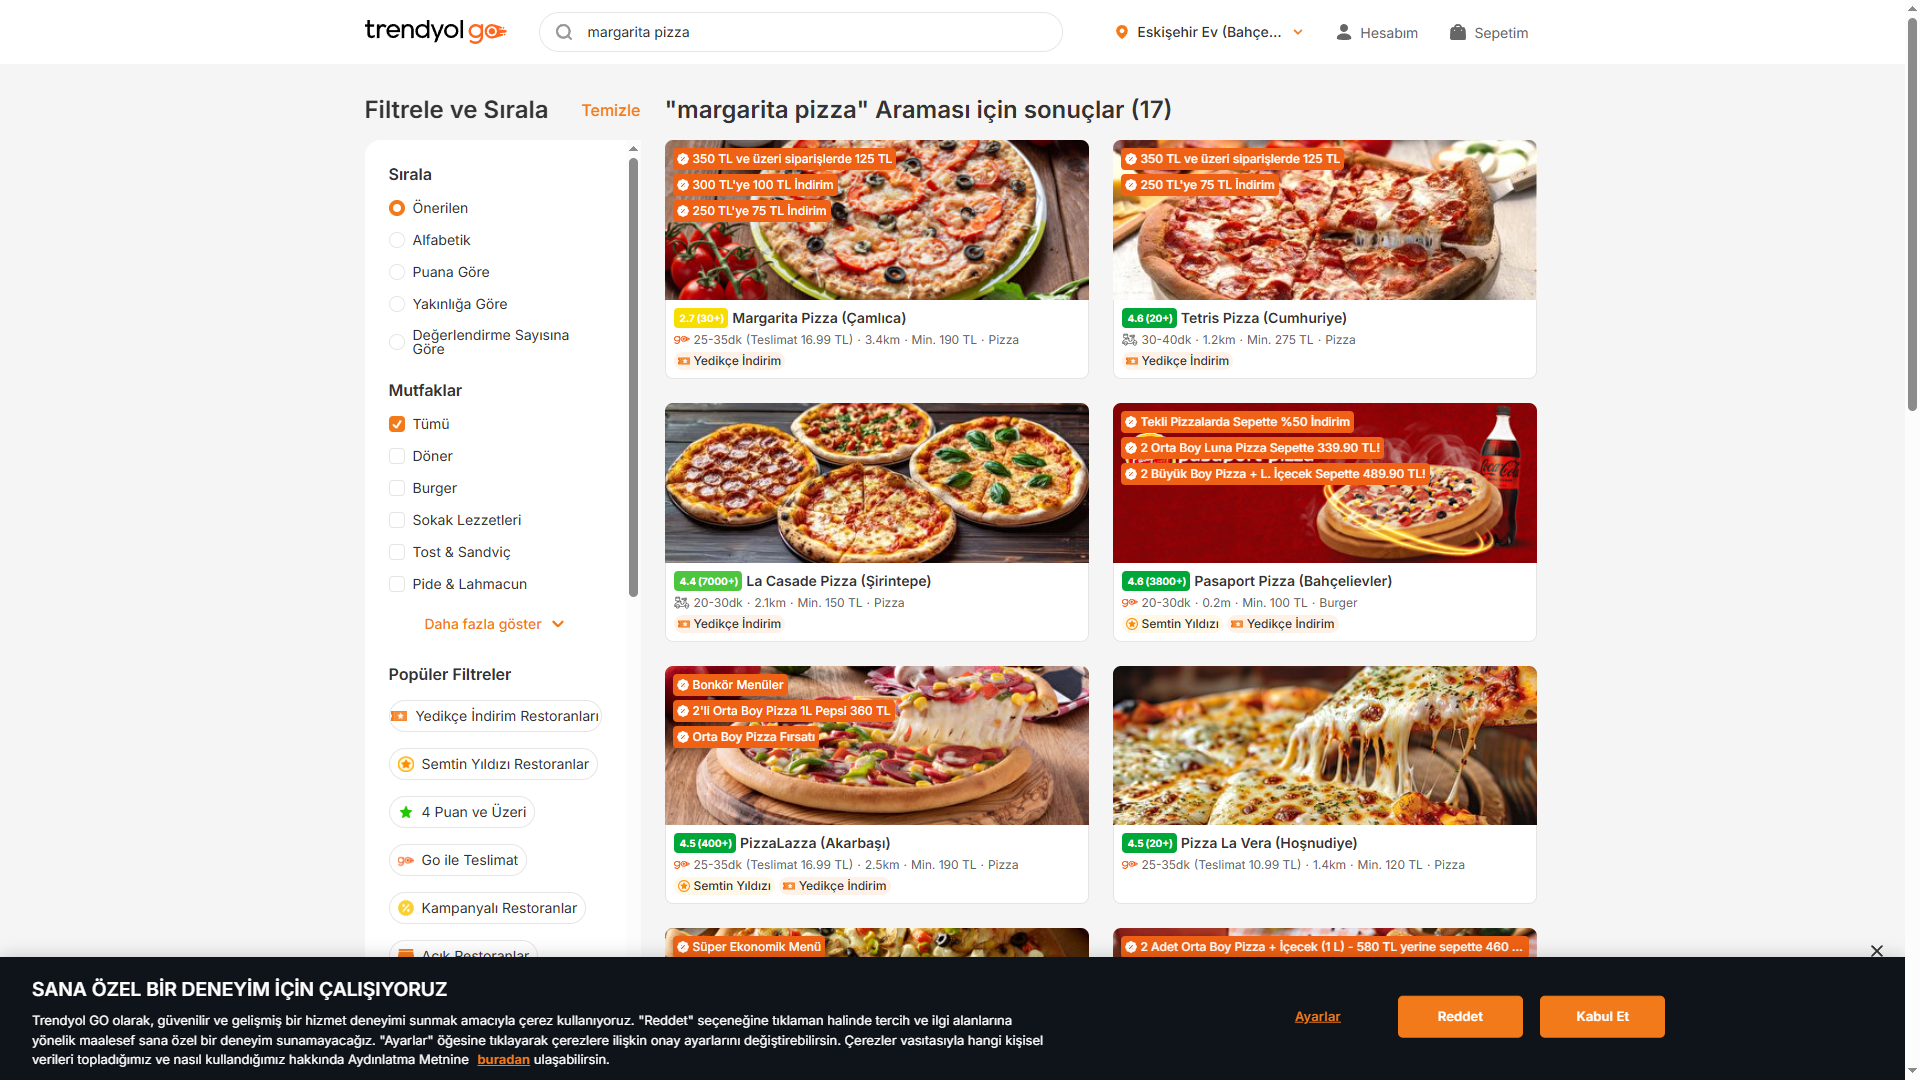 trendyol go
margarita pizza
Eskişehir Ev (Bahçe...
Hesabım
Sepetim
Filtrele ve Sırala
Temizle
"margarita pizza" Araması için sonuçlar (17)
Sırala
Önerilen
Alfabetik
Puana Göre
Yakınlığa Göre
Değerlendirme Sayısına
Göre
Mutfaklar
Tümü
Döner
Burger
Sokak Lezzetleri
Tost & Sandviç
Pide & Lahmacun
Daha fazla göster
Popüler Filtreler
Yedikçe İndirim Restoranları
Semtin Yıldızı Restoranlar
4 Puan ve Üzeri
Go ile Teslimat
Kampanyalı Restoranlar
Açık Restoranlar
350 TL ve üzeri siparişlerde 125 TL
300 TL'ye 100 TL İndirim
250 TL'ye 75 TL İndirim
2.7 (30+) Margarita Pizza (Çamlıca)
go 25-35dk (Teslimat 16.99 TL) · 3.4km · Min. 190 TL · Pizza
Yedikçe İndirim
350 TL ve üzeri siparişlerde 125 TL
250 TL'ye 75 TL İndirim
4.6 (20+) Tetris Pizza (Cumhuriye)
30-40dk · 1.2km · Min. 275 TL · Pizza
Yedikçe İndirim
4.4 (7000+) La Casade Pizza (Şirintepe)
20-30dk · 2.1km · Min. 150 TL · Pizza
Yedikçe İndirim
Tekli Pizzalarda Sepette %50 İndirim
2 Orta Boy Luna Pizza Sepette 339.90 TL!
2 Büyük Boy Pizza + L. İçecek Sepette 489.90 TL!
Coca-Cola
4.6 (3800+) Pasaport Pizza (Bahçelievler)
go 20-30dk · 0.2m · Min. 100 TL · Burger
Semtin Yıldızı Yedikçe İndirim
Bonkör Menüler
2'li Orta Boy Pizza 1L Pepsi 360 TL
Orta Boy Pizza Fırsatı
4.5 (400+) PizzaLazza (Akarbaşı)
go 25-35dk (Teslimat 16.99 TL) · 2.5km · Min. 190 TL · Pizza
Semtin Yıldızı Yedikçe İndirim
4.5 (20+) Pizza La Vera (Hoşnudiye)
go 25-35dk (Teslimat 10.99 TL) · 1.4km · Min. 120 TL · Pizza
Süper Ekonomik Menü
2 Adet Orta Boy Pizza + İçecek (1 L) - 580 TL yerine sepette 460 ...
SANA ÖZEL BİR DENEYİM İÇİN ÇALIŞIYORUZ
Trendyol GO olarak, güvenilir ve gelişmiş bir hizmet deneyimi sunmak amacıyla çerez kullanıyoruz. "Reddet" seçeneğine tıklaman halinde tercih ve ilgi alanlarına
yönelik maalesef sana özel bir deneyim sunamayacağız. "Ayarlar" öğesine tıklayarak çerezlere ilişkin onay ayarlarını değiştirebilirsin. Çerezler vasıtasıyla hangi kişisel
verileri topladığımız ve nasıl kullandığımız hakkında Aydınlatma Metnine buradan ulaşabilirsin.
Ayarlar
Reddet
Kabul Et